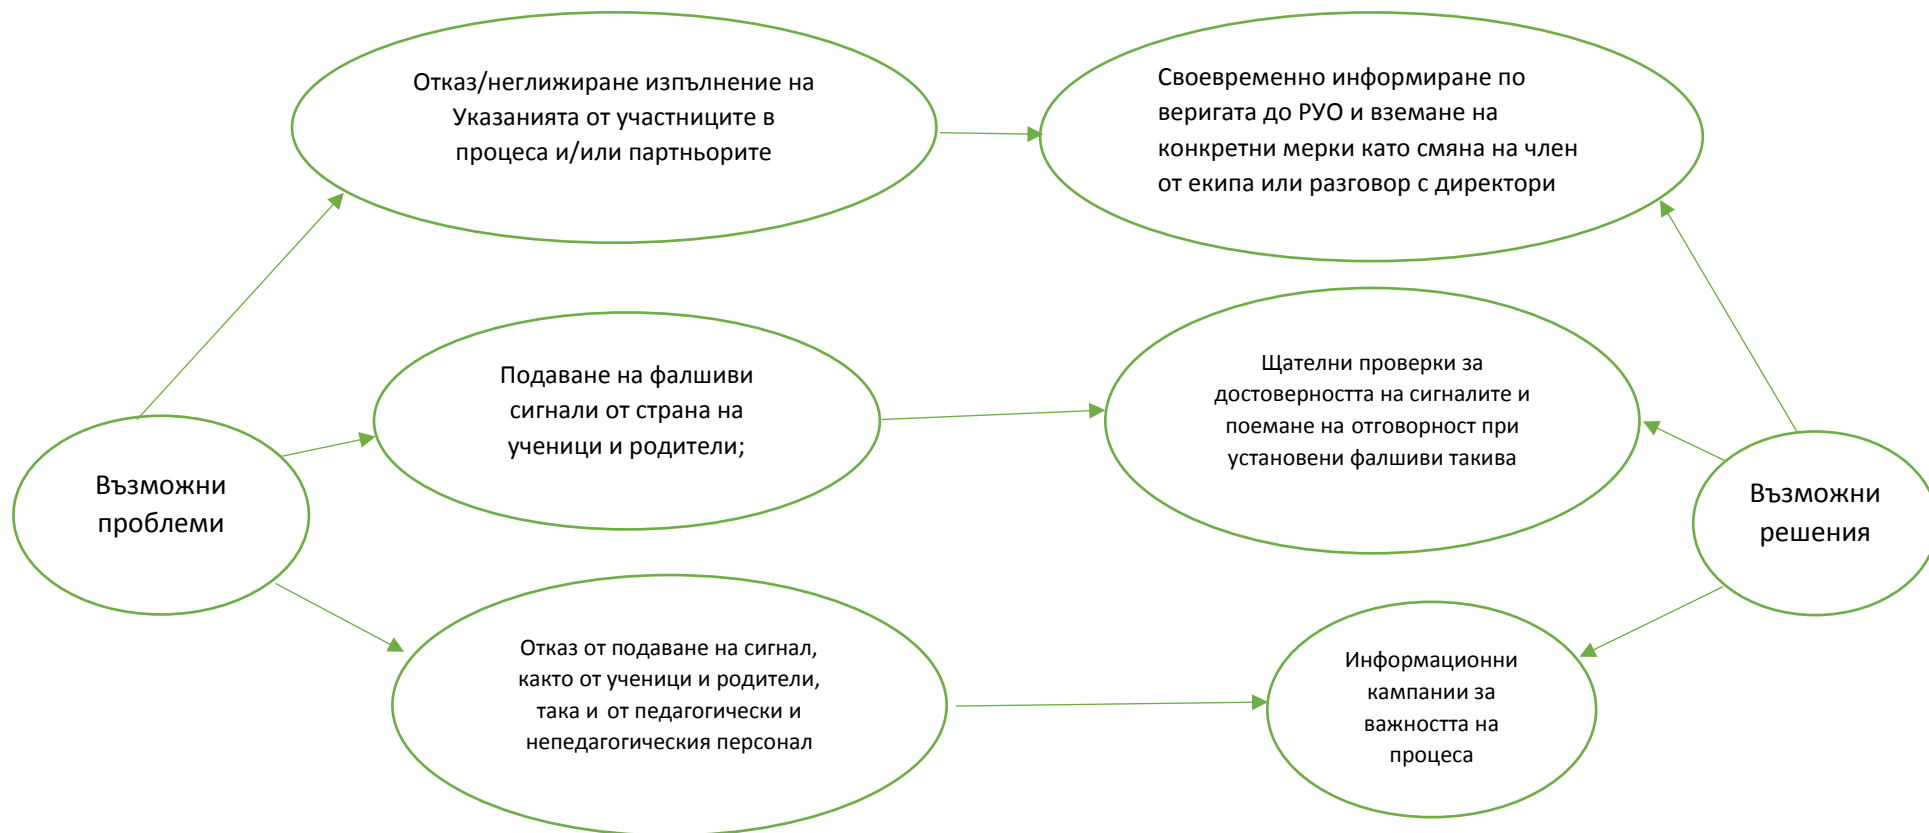 Отказ/неглижиране изпълнение на
Указанията от участниците в
процеса и/или партньорите
Своевременно информиране по
веригата до РУО и вземане на
конкретни мерки като смяна на член
от екипа или разговор с директори
Подаване на фалшиви
сигнали от страна на
ученици и родители;
Щателни проверки за
достоверността на сигналите и
поемане на отговорност при
установени фалшиви такива
Възможни
проблеми
Възможни
решения
Отказ от подаване на сигнал,
както от ученици и родители,
така и от педагогически и
непедагогическия персонал
Информационни
кампании за
важността на
процеса